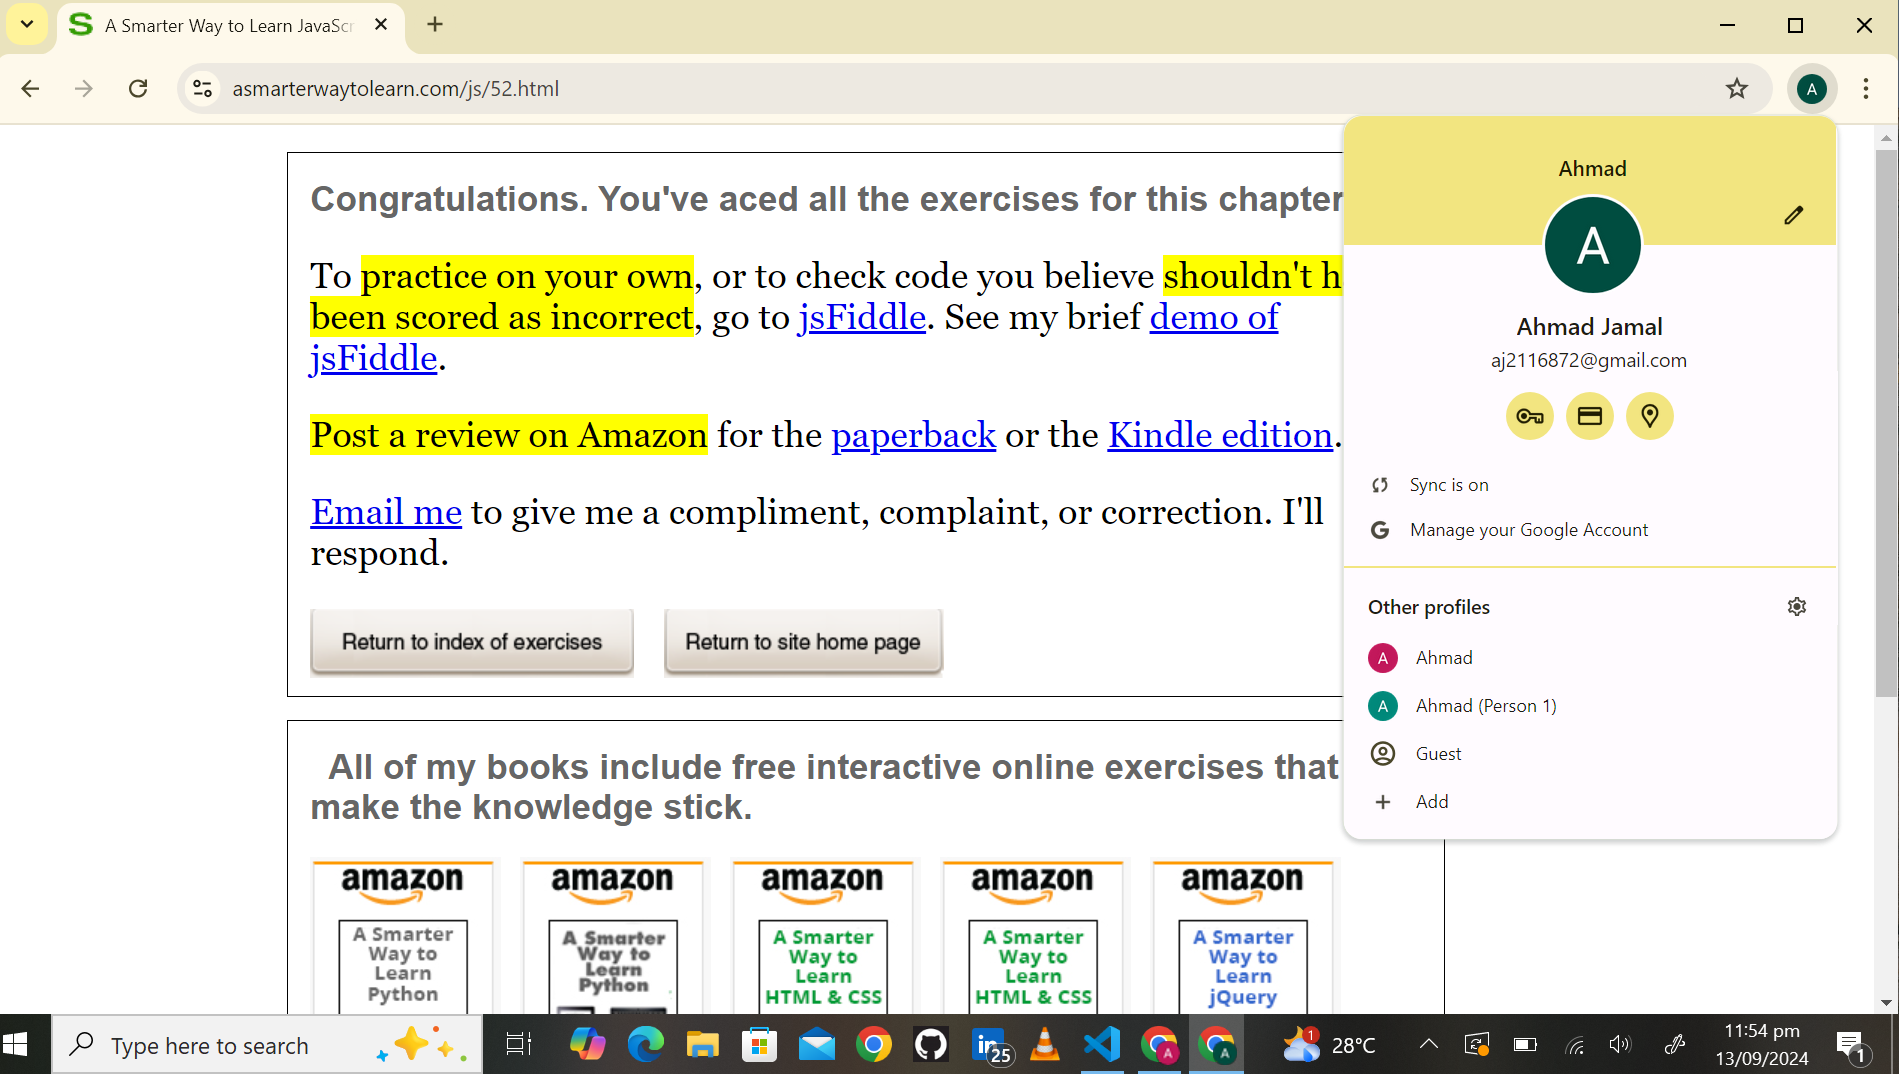 A Smarter Way to Learn JavaScr
asmarterwaytolearn.com/js/52.html
A
Congratulations. You've aced all the exercises for this chapter
To practice on your own, or to check code you believe shouldn't h
been scored as incorrect, go to jsFiddle. See my brief demo of
jsFiddle.
Post a review on Amazon for the paperback or the Kindle edition.
Email me to give me a compliment, complaint, or correction. I'll
respond.
Return to index of exercises
Return to site home page
All of my books include free interactive online exercises that
make the knowledge stick.
amazon
A Smarter
Way to
Learn
Python
amazon
A Smarter
Way to
Learn
Python
amazon
A Smarter
Way to
Learn
HTML & CSS
amazon
A Smarter
Way to
Learn
HTML & CSS
amazon
A Smarter
Way to
Learn
jQuery
Ahmad
A
Ahmad Jamal
aj2116872@gmail.com
Sync is on
Manage your Google Account
Other profiles
A Ahmad
A Ahmad (Person 1)
Guest
Add
Type here to search
25
A
A
1
28°C
11:54 pm
13/09/2024
1